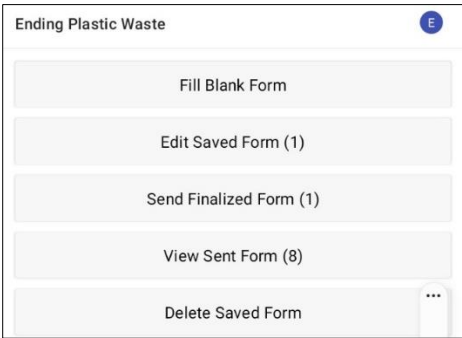 Ending Plastic Waste
E
Fill Blank Form
Edit Saved Form (1)
Send Finalized Form (1)
View Sent Form (8)
Delete Saved Form